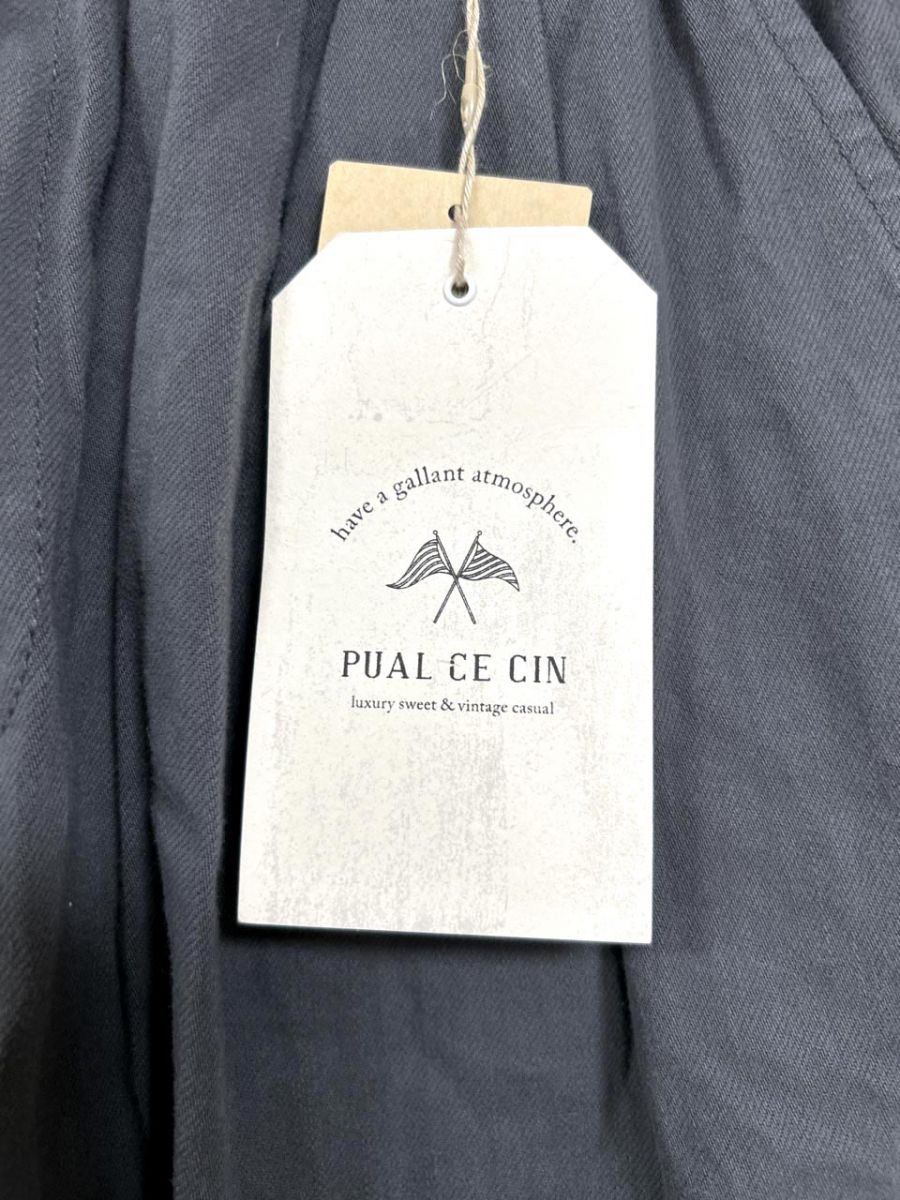 have a gallant atmosphere.
PUAL CE CIN
luxury sweet & vintage casual